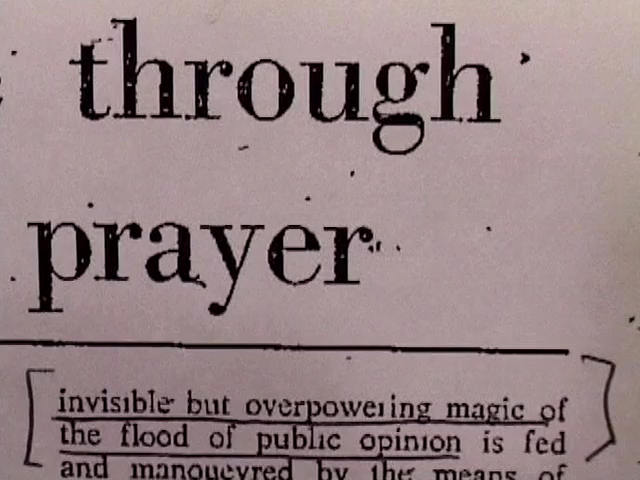 through
prayer
invisible but overpowering magic of
the flood of public opinion is fed
and manouevred by the means of